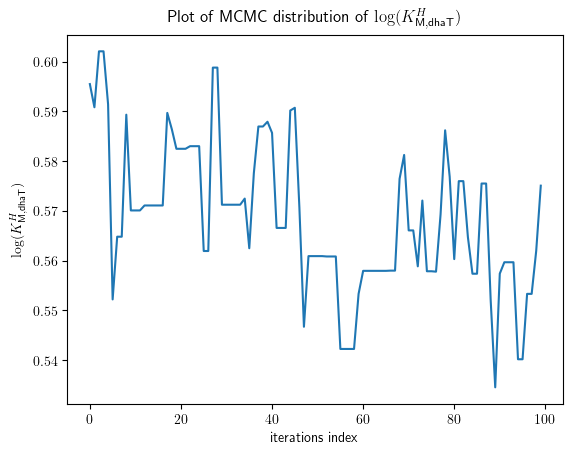 Plot of MCMC distribution of log(K^H_{M,dhaT})
log(K^H_{M,dhaT})
0.60
0.59
0.58
0.57
0.56
0.55
0.54
0 20 40 60 80 100
iterations index